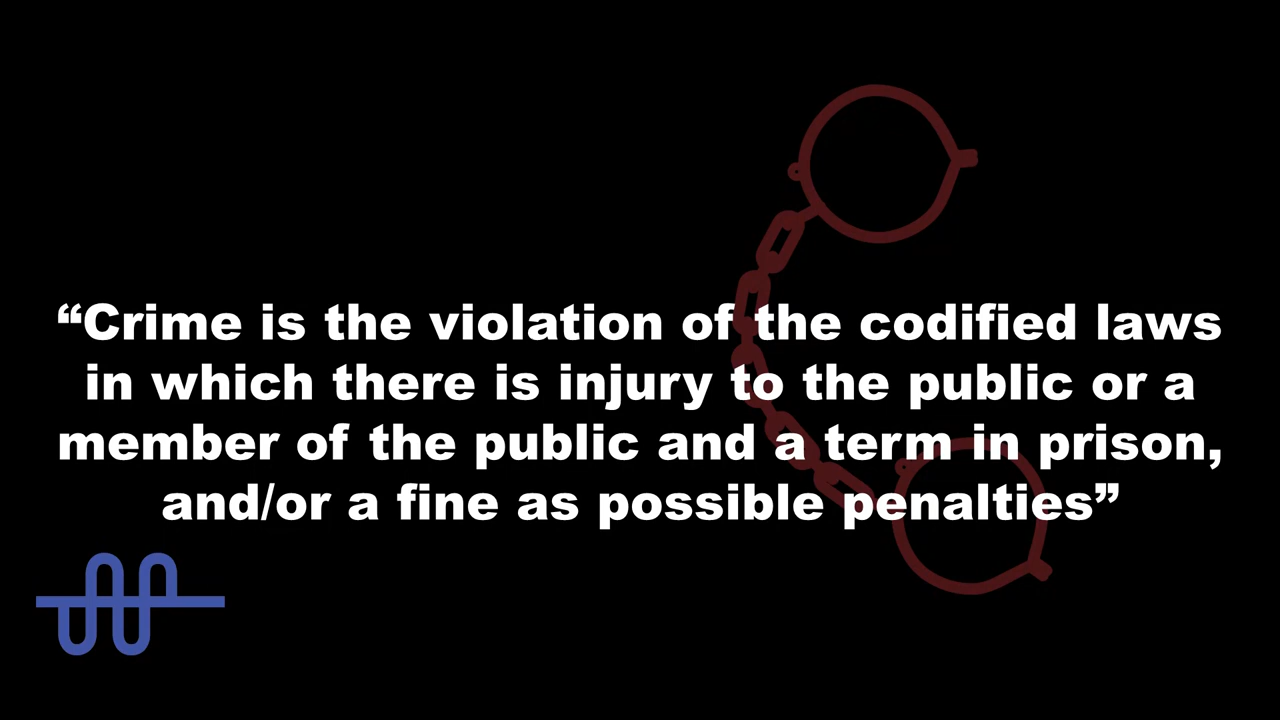 “Crime is the violation of the codified laws
in which there is injury to the public or a
member of the public and a term in prison,
and/or a fine as possible penalties”